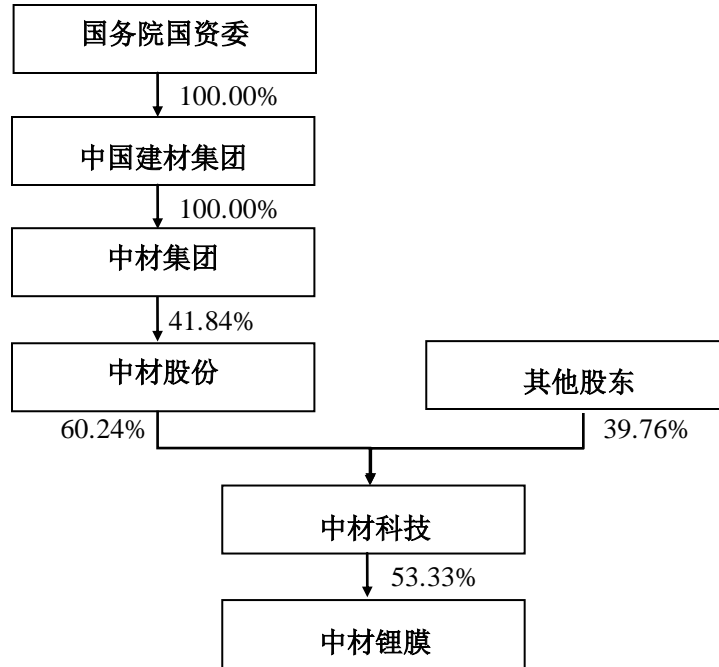 国务院国资委
100.00%
中国建材集团
100.00%
中材集团
41.84%
中材股份
其他股东
60.24%
39.76%
中材科技
53.33%
中材锂膜